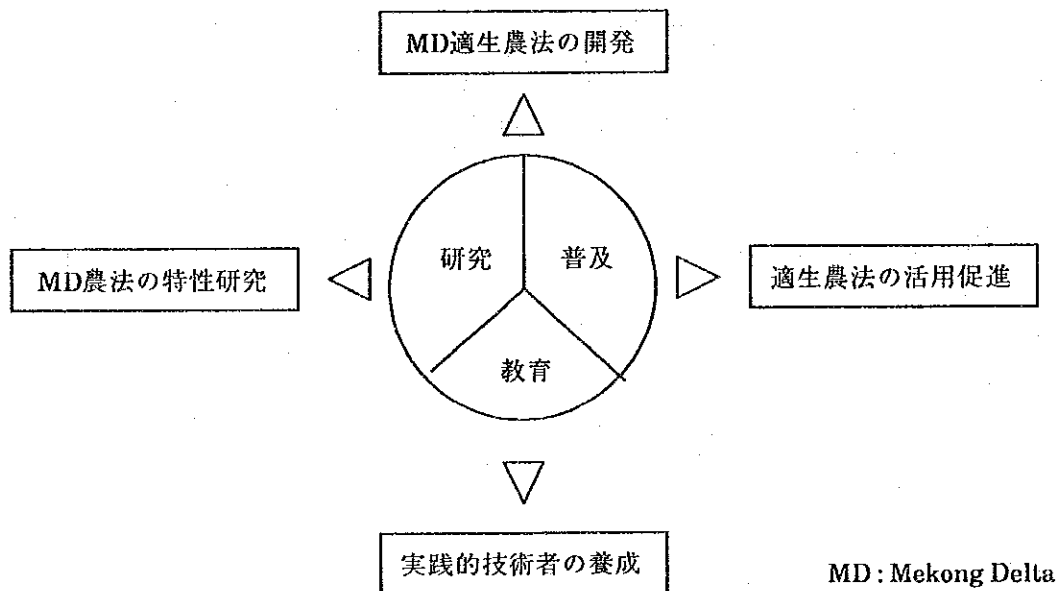 MD適生農法の開発
研究
普及
MD農法の特性研究
適生農法の活用促進
教育
実践的技術者の養成
MD : Mekong Delta